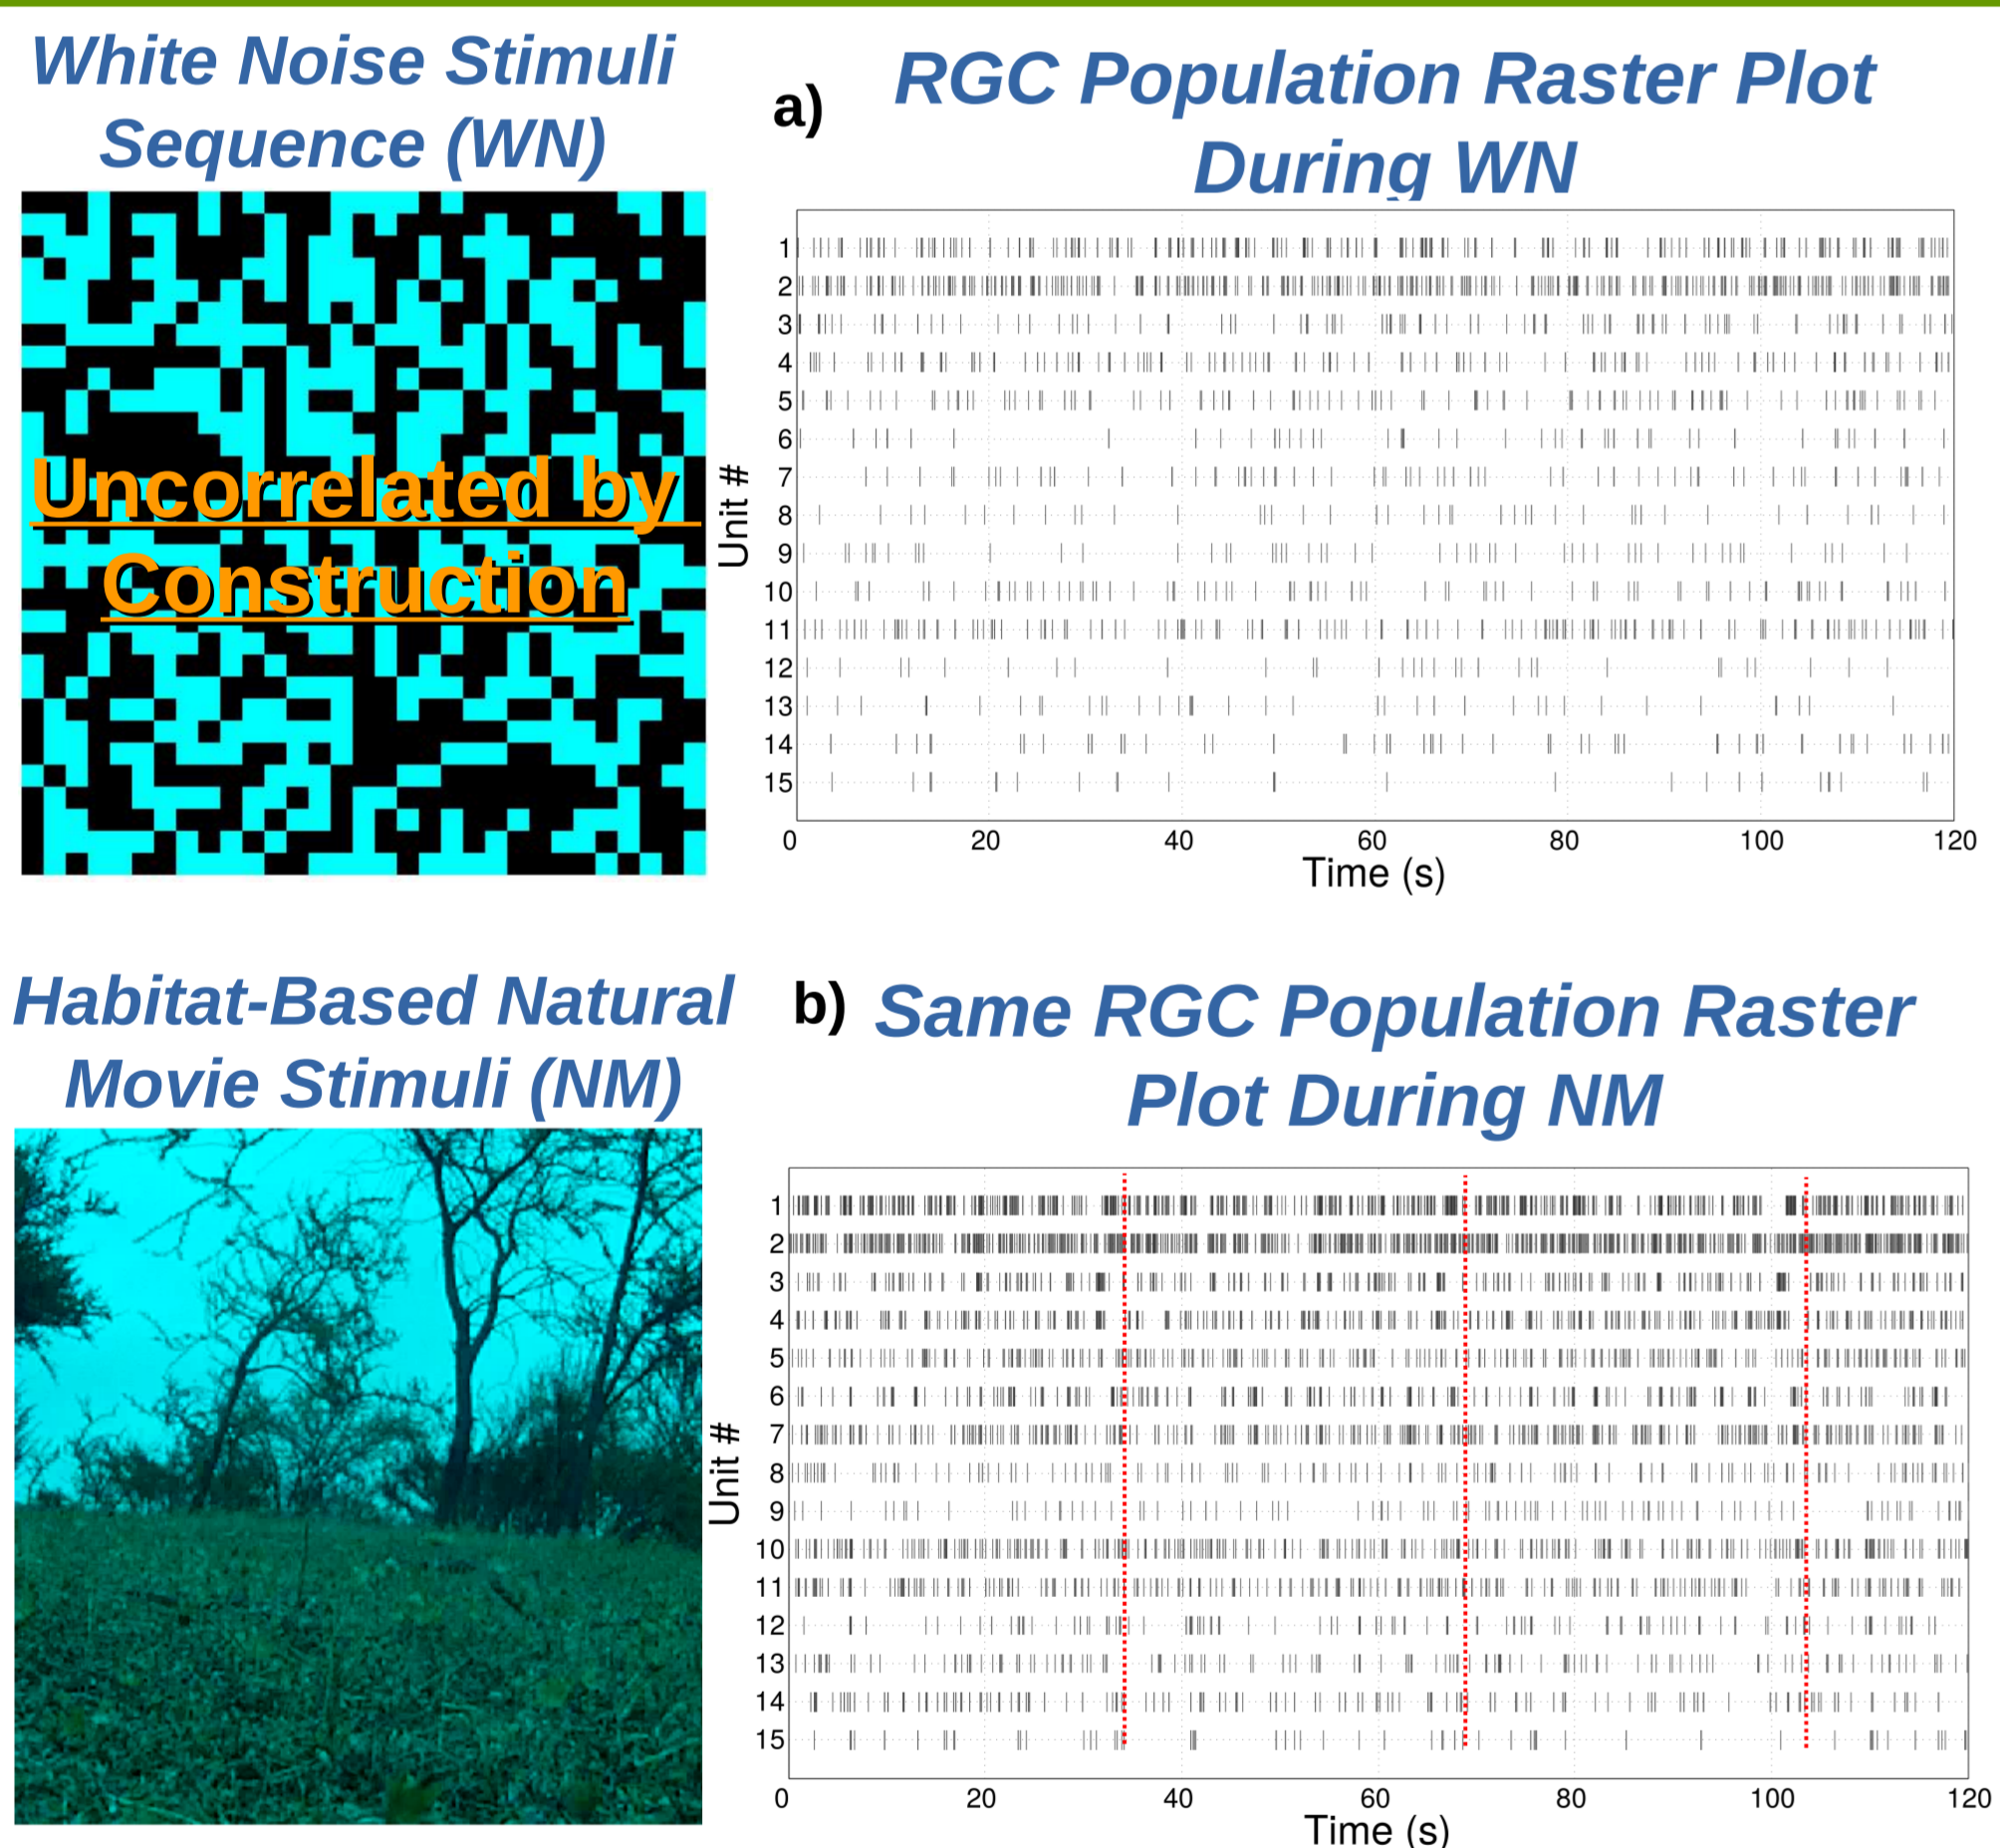 White Noise Stimuli
Sequence (WN)
Uncorrelated by
Construction
a)
RGC Population Raster Plot
During WN
Unit #
1
2
3
4
5
6
7
8
9
10
11
12
13
14
15
0 20 40 60 80 100 120
Time (s)
Habitat-Based Natural
Movie Stimuli (NM)
b)
Same RGC Population Raster
Plot During NM
Unit #
1
2
3
4
5
6
7
8
9
10
11
12
13
14
15
0 20 40 60 80 100 120
Time (s)